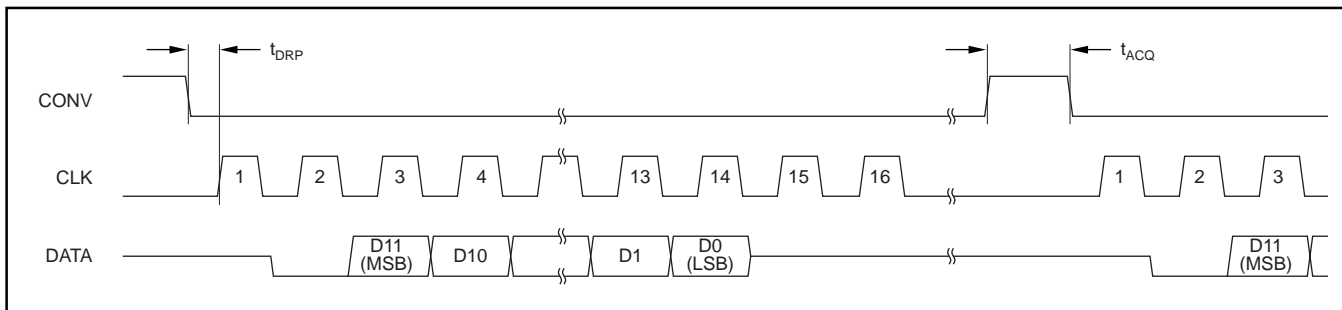 tDRP tACQ
CONV
CLK 1 2 3 4 13 14 15 16 1 2 3
DATA D11 (MSB) D10 D1 D0 (LSB) D11 (MSB)